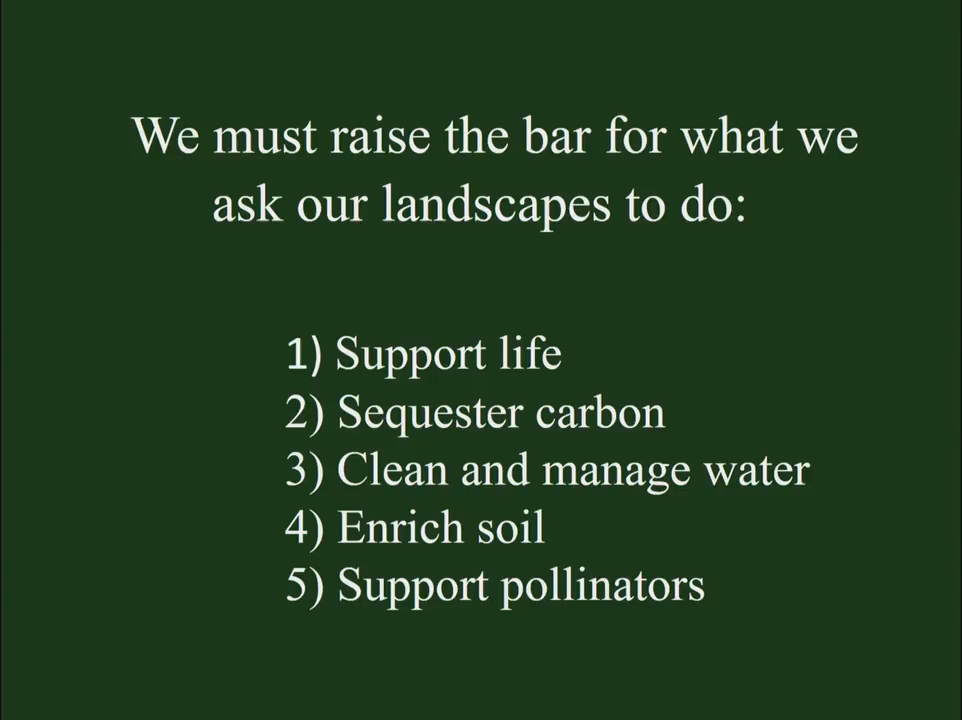 We must raise the bar for what we
ask our landscapes to do:
1) Support life
2) Sequester carbon
3) Clean and manage water
4) Enrich soil
5) Support pollinators